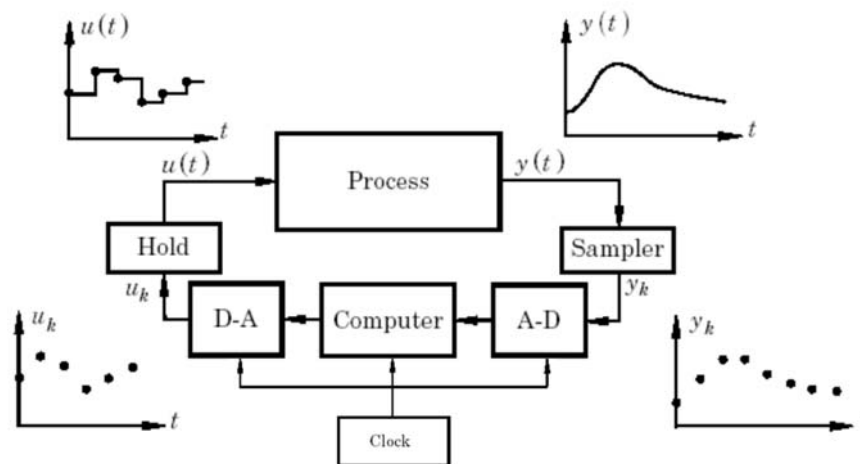 u(t)
y(t)
t
t
u(t)
Process
y(t)
Hold
Sampler
u_k
y_k
D-A
Computer
A-D
u_k
y_k
t
Clock